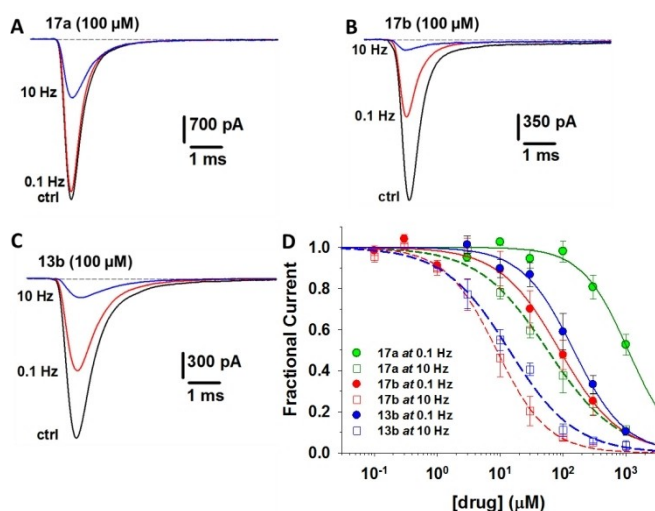 A
17a (100 µM)
10 Hz
0.1 Hz
ctrl
700 pA
1 ms
B
17b (100 µM)
10 Hz
0.1 Hz
ctrl
350 pA
1 ms
C
13b (100 µM)
10 Hz
0.1 Hz
ctrl
300 pA
1 ms
D
Fractional Current
1.0
0.8
0.6
0.4
0.2
0.0
17a at 0.1 Hz
17a at 10 Hz
17b at 0.1 Hz
17b at 10 Hz
13b at 0.1 Hz
13b at 10 Hz
10⁻¹ 10⁰ 10¹ 10² 10³
[drug] (µM)